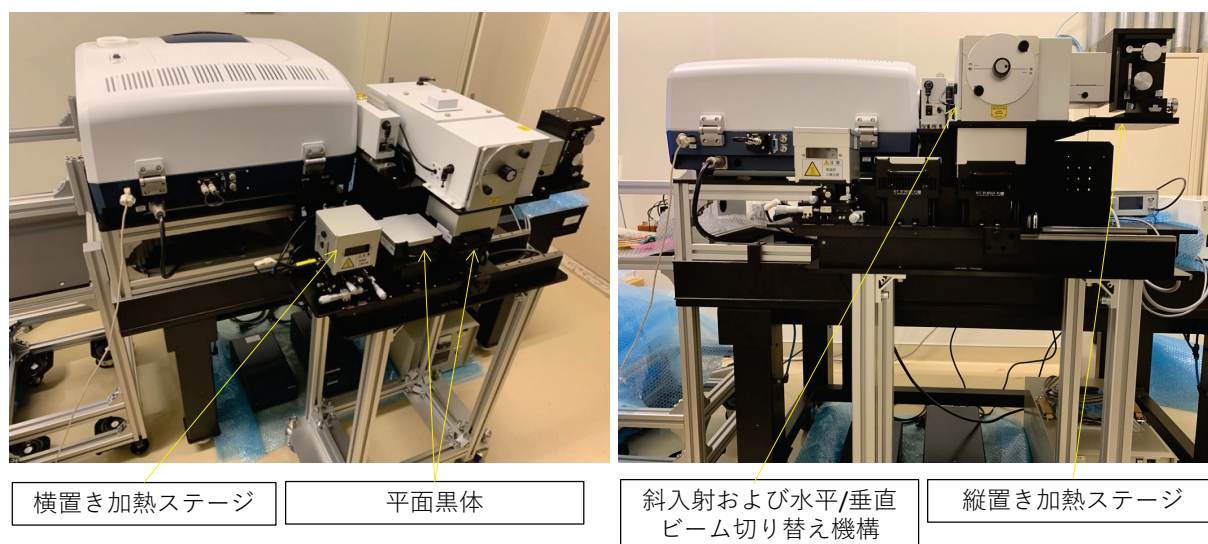 横置き加熱ステージ
平面黒体
斜入射および水平/垂直
ビーム切り替え機構
縦置き加熱ステージ